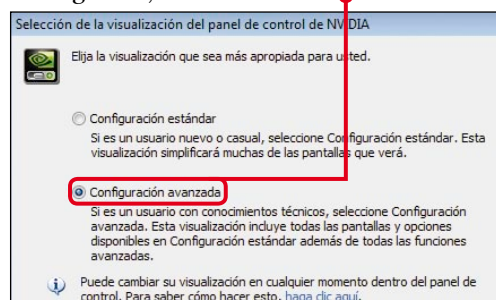 Selección de la visualización del panel de control de NVIDIA
Elija la visualización que sea más apropiada para usted.
Configuración estándar
Si es un usuario nuevo o casual, seleccione Configuración estándar. Esta
visualización simplificará muchas de las pantallas que verá.
Configuración avanzada
Si es un usuario con conocimientos técnicos, seleccione Configuración
avanzada. Esta visualización incluye todas las pantallas y opciones
disponibles en Configuración estándar además de todas las funciones
avanzadas.
Puede cambiar su visualización en cualquier momento dentro del panel de
control. Para saber cómo hacer esto, haga clic aquí.